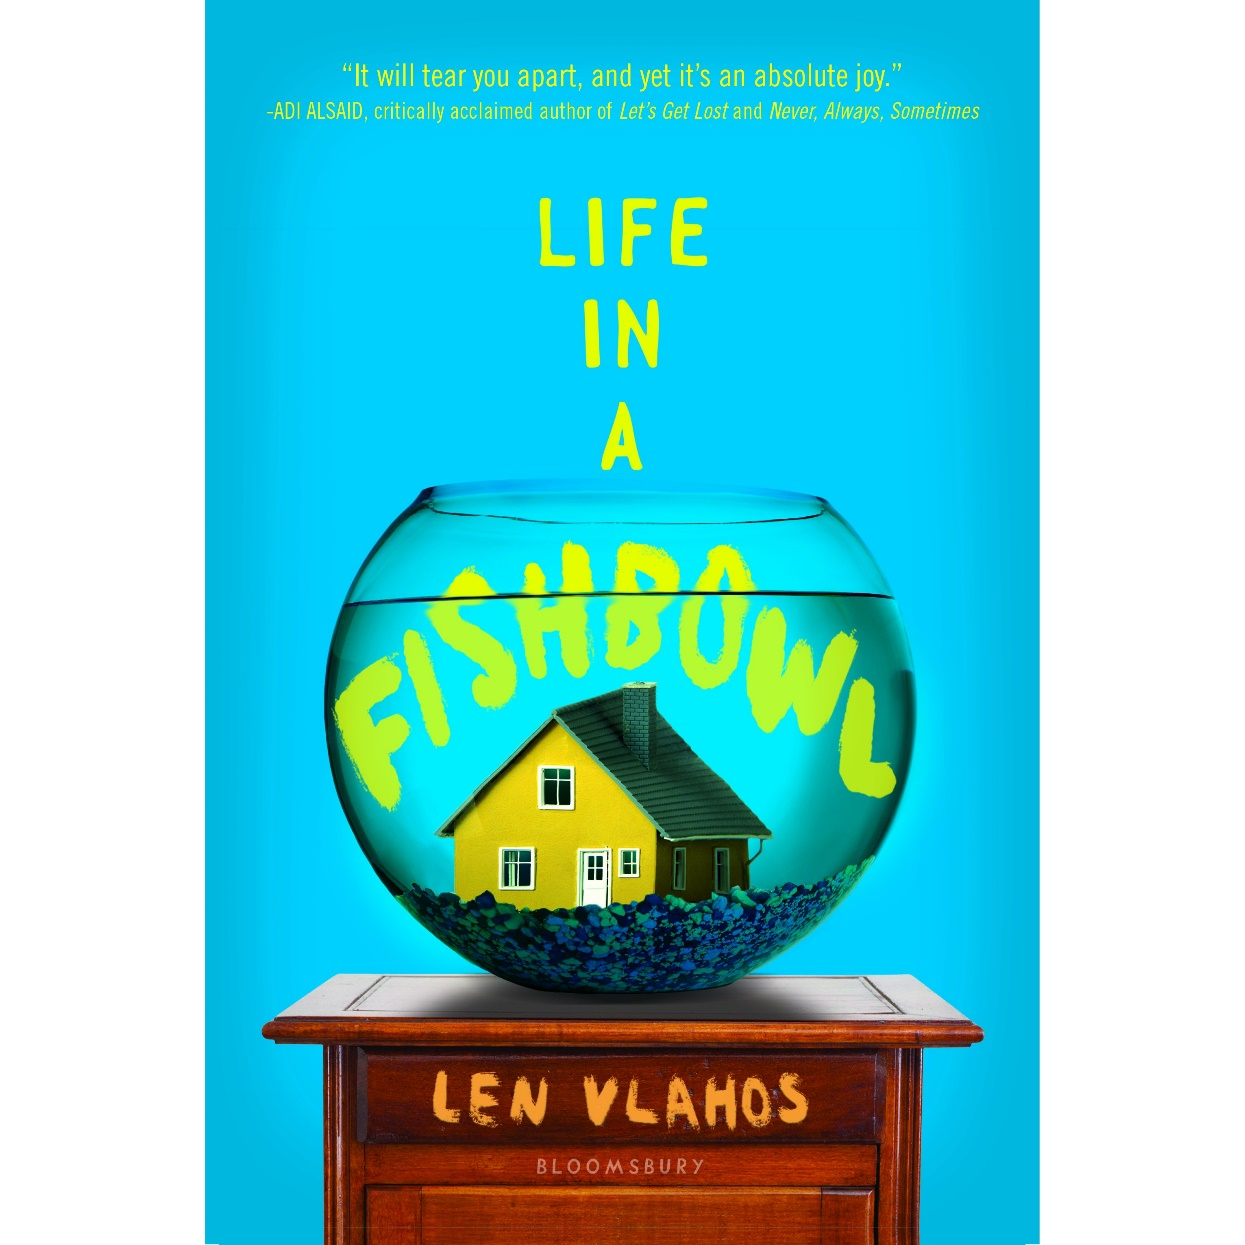 “It will tear you apart, and yet it’s an absolute joy.”
-ADI ALSAID, critically acclaimed author of Let’s Get Lost and Never, Always, Sometimes
LIFE
IN
A
FISHBOWL
LEN VLAHOS
BLOOMSBURY